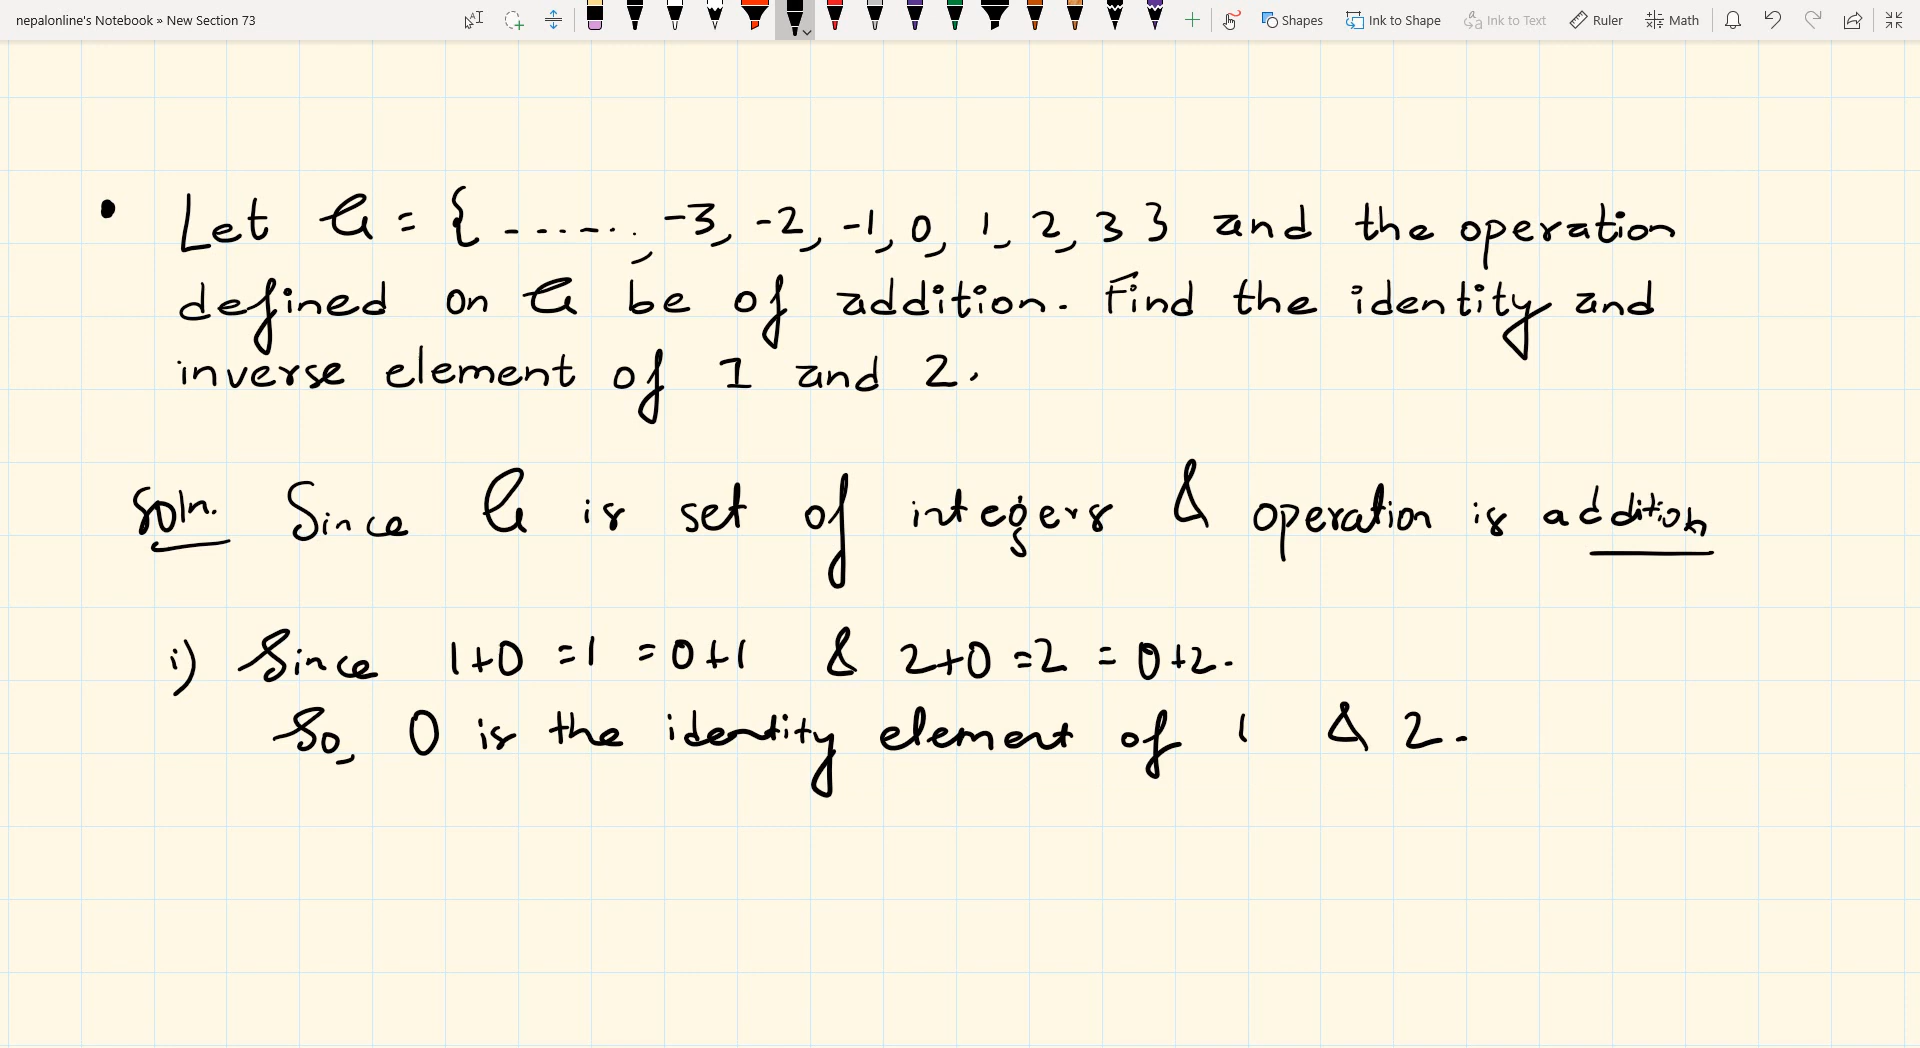 nepalonline's Notebook » New Section 73
Shapes Ink to Shape Ink to Text Ruler Math
• Let G = { ......., -3, -2, -1, 0, 1, 2, 3 } and the operation
defined on G be of addition. Find the identity and
inverse element of 1 and 2.
Soln. Since G is set of integers & operation is addition
i) Since 1+0 =1 = 0+1 & 2+0 =2 = 0+2.
So, 0 is the identity element of 1 & 2.